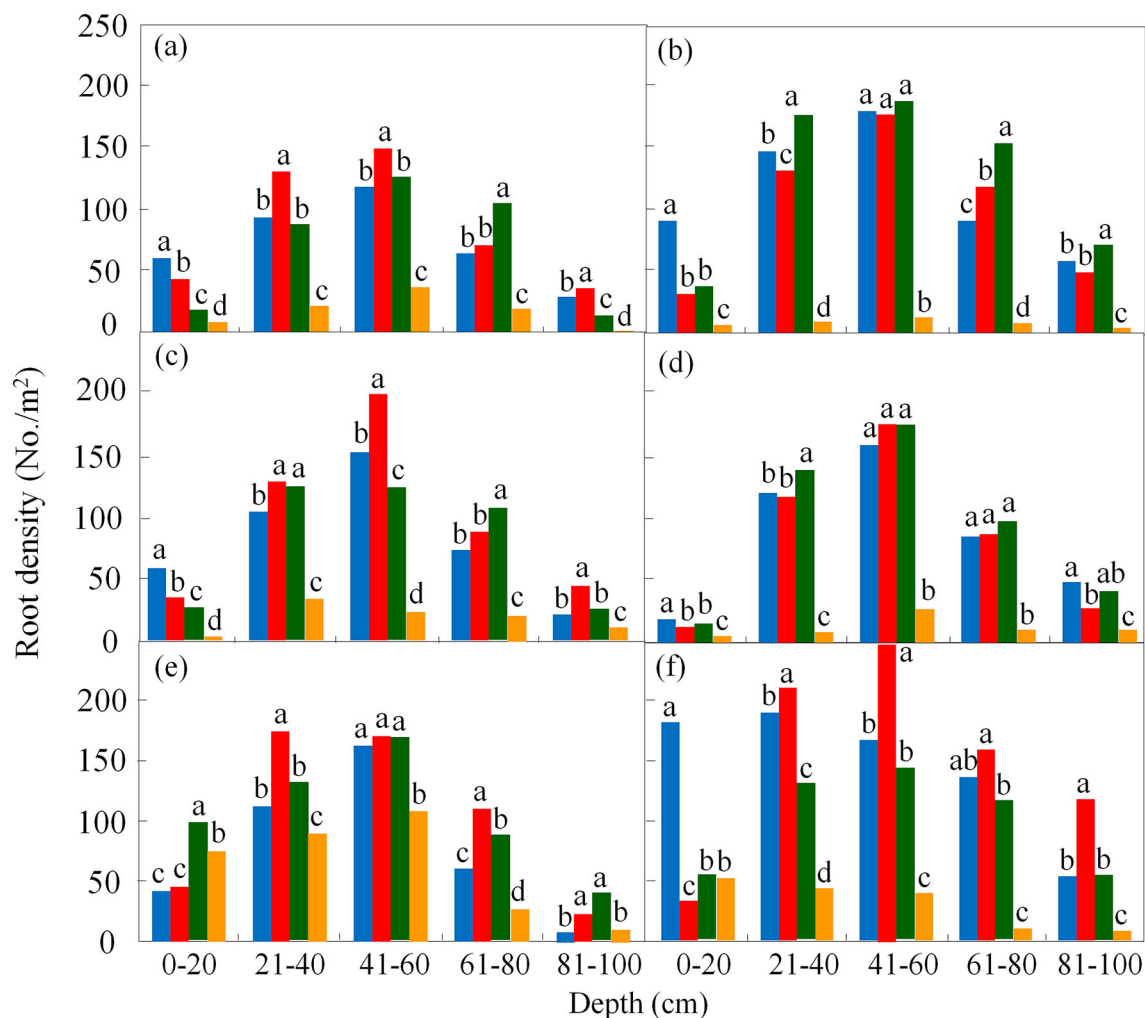 Root density (No./m²)
250
200
150
100
50
0
(a)
a b c d
b a b c
b a b c
b b a c
b a c d
(b)
a b b c
b c a c
a a a b
c b a c
b b a c
200
150
100
50
0
(c)
a b c d
b a a c
b a c d
b b a c
b a b c
(d)
a b b c
b b a c
a a a b
a a a b
a b ab c
200
150
100
50
0
(e)
c c a b
b a b c
a a a b
c a b d
b a a b
(f)
a c b b
b a c d
b a b c
ab a b c
b a b c
0-20 21-40 41-60 61-80 81-100 0-20 21-40 41-60 61-80 81-100
Depth (cm)